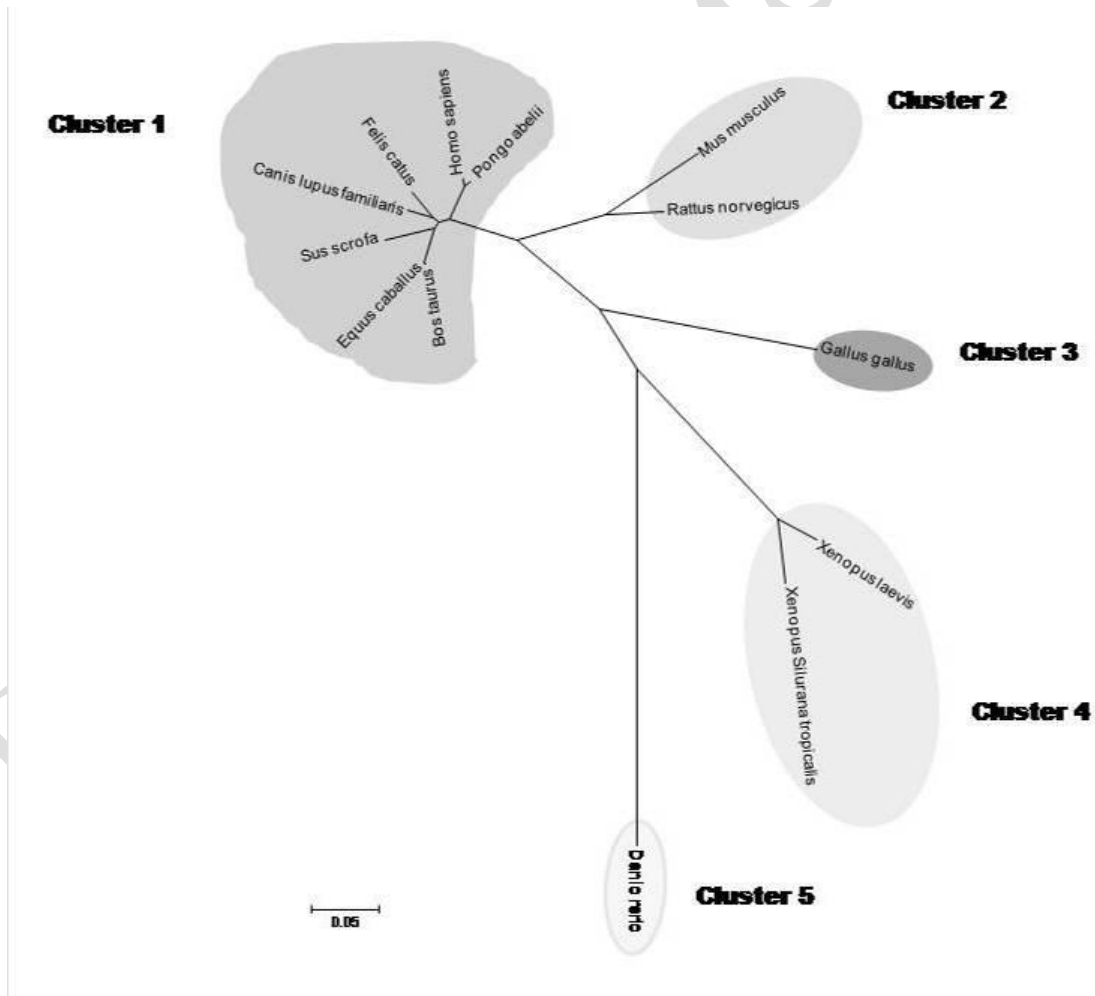 Cluster 1
Homo sapiens
Pongo abelii
Felis catus
Canis lupus familiaris
Sus scrofa
Equus caballus
Bos taurus
Cluster 2
Mus musculus
Rattus norvegicus
Gallus gallus
Cluster 3
Xenopus laevis
Xenopus Silurana tropicalis
Cluster 4
Danio rerio
Cluster 5
0.05